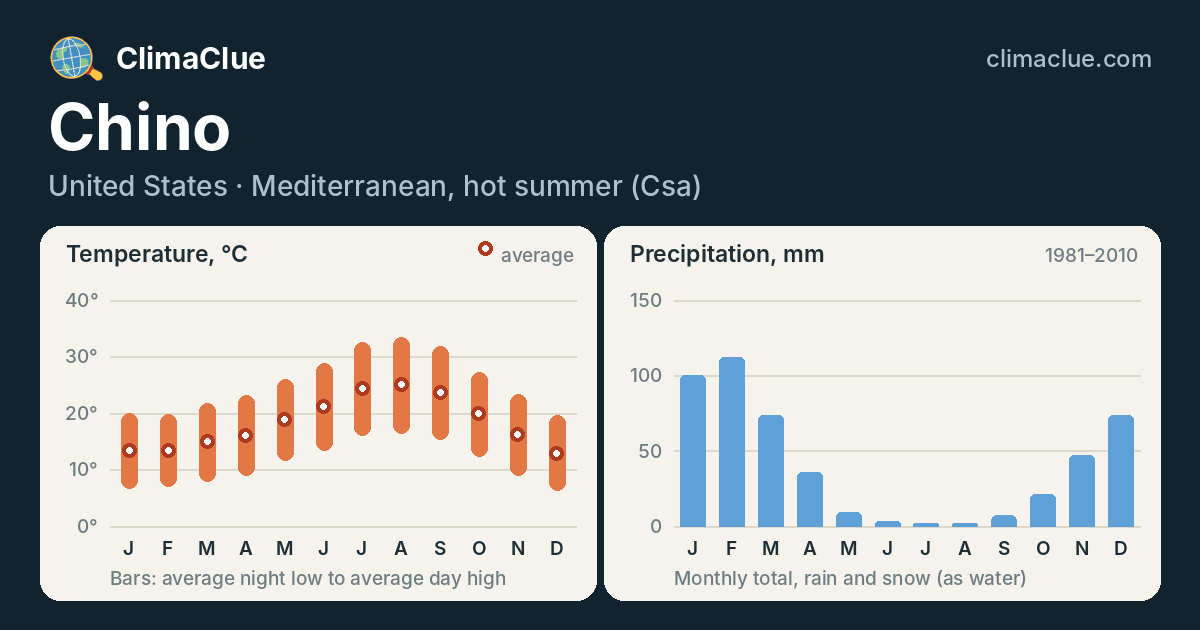 ClimaClue
climaclue.com
Chino
United States · Mediterranean, hot summer (Csa)
Temperature, °C
average
40°
30°
20°
10°
0°
J F M A M J J A S O N D
Bars: average night low to average day high
Precipitation, mm
1981–2010
150
100
50
0
J F M A M J J A S O N D
Monthly total, rain and snow (as water)